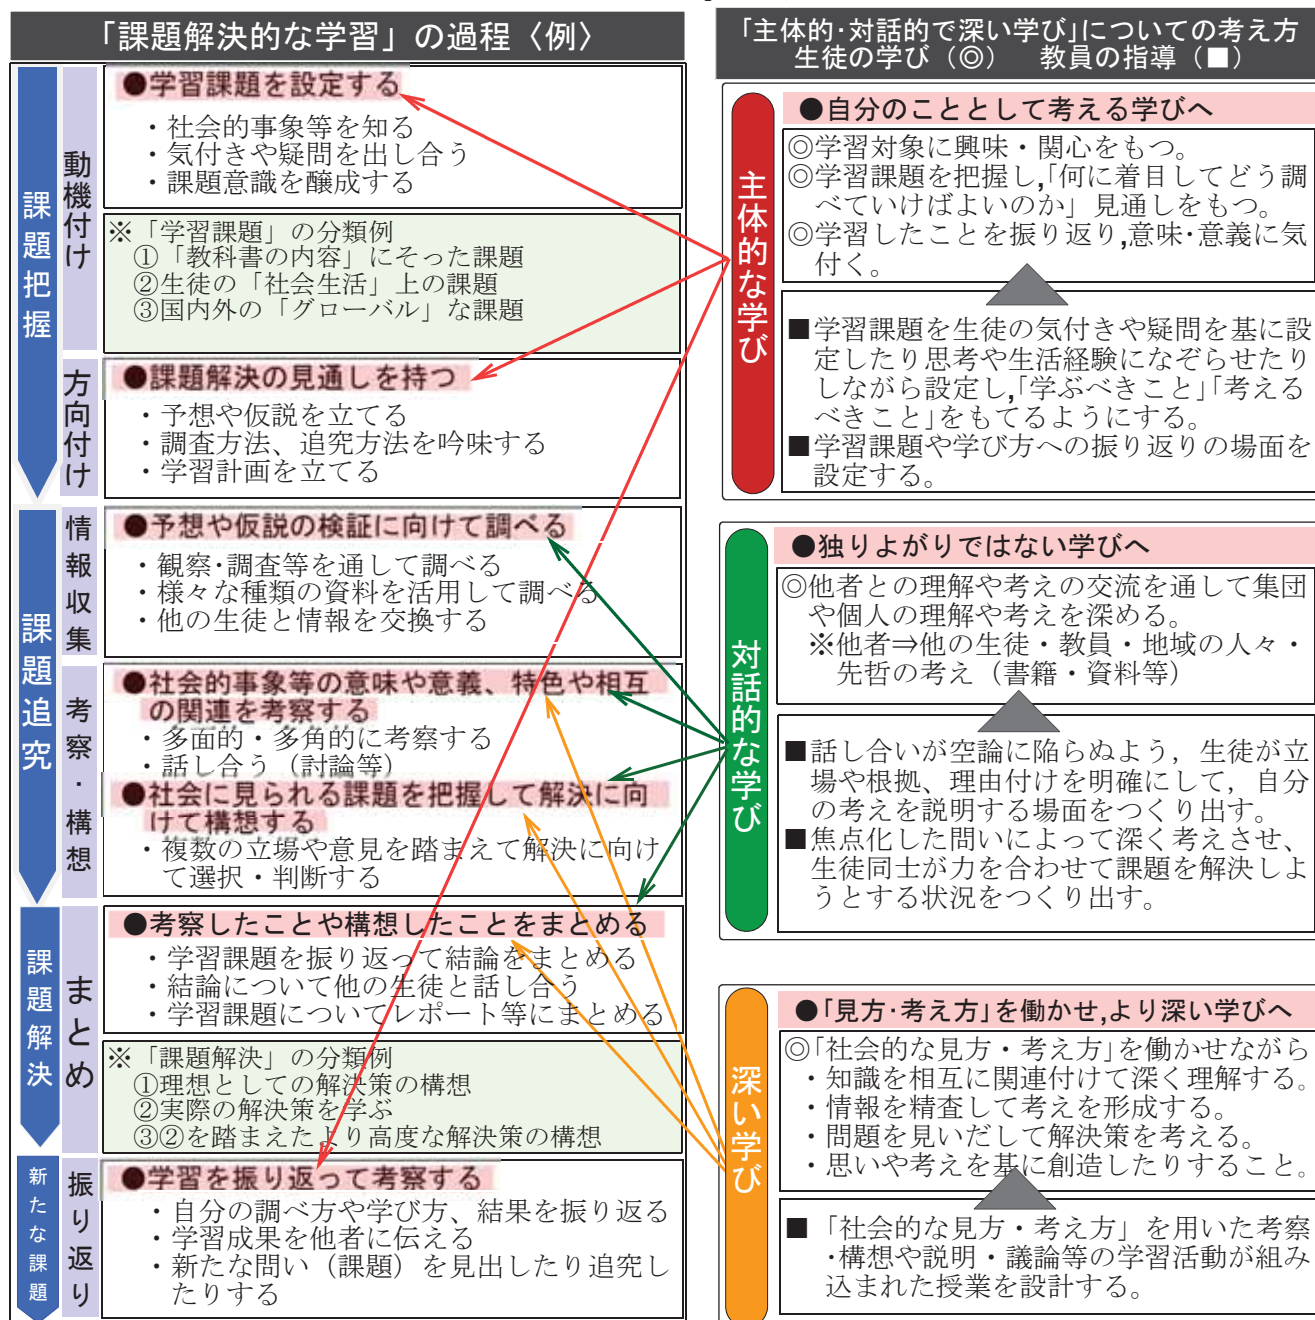 「課題解決的な学習」の過程〈例〉
課題把握
動機付け
●学習課題を設定する
・社会的事象等を知る
・気付きや疑問を出し合う
・課題意識を醸成する
※「学習課題」の分類例
①「教科書の内容」にそった課題
②生徒の「社会生活」上の課題
③国内外の「グローバル」な課題
方向付け
●課題解決の見通しを持つ
・予想や仮説を立てる
・調査方法、追究方法を吟味する
・学習計画を立てる
課題追究
情報収集
●予想や仮説の検証に向けて調べる
・観察・調査等を通して調べる
・様々な種類の資料を活用して調べる
・他の生徒と情報を交換する
考察・構想
●社会的事象等の意味や意義、特色や相互
の関連を考察する
・多面的・多角的に考察する
・話し合う（討論等）
●社会に見られる課題を把握して解決に向
けて構想する
・複数の立場や意見を踏まえて解決に向け
て選択・判断する
課題解決
まとめ
●考察したことや構想したことをまとめる
・学習課題を振り返って結論をまとめる
・結論について他の生徒と話し合う
・学習課題についてレポート等にまとめる
※「課題解決」の分類例
①理想としての解決策の構想
②実際の解決策を学ぶ
③②を踏まえたより高度な解決策の構想
新たな課題
振り返り
●学習を振り返って考察する
・自分の調べ方や学び方、結果を振り返る
・学習成果を他者に伝える
・新たな問い（課題）を見出したり追究し
たりする
「主体的・対話的で深い学び」についての考え方
生徒の学び（◎）　教員の指導（■）
主体的な学び
●自分のこととして考える学びへ
◎学習対象に興味・関心をもつ。
◎学習課題を把握し,「何に着目してどう調
べていけばよいのか」見通しをもつ。
◎学習したことを振り返り,意味・意義に気
付く。
■学習課題を生徒の気付きや疑問を基に設
定したり思考や生活経験になぞらせたり
しながら設定し,「学ぶべきこと」「考える
べきこと」をもてるようにする。
■学習課題や学び方への振り返りの場面を
設定する。
対話的な学び
●独りよがりではない学びへ
◎他者との理解や考えの交流を通して集団
や個人の理解や考えを深める。
※他者⇒他の生徒・教員・地域の人々・
先哲の考え（書籍・資料等）
■話し合いが空論に陥らぬよう，生徒が立
場や根拠、理由付けを明確にして，自分
の考えを説明する場面をつくり出す。
■焦点化した問いによって深く考えさせ、
生徒同士が力を合わせて課題を解決しよ
うとする状況をつくり出す。
深い学び
●「見方・考え方」を働かせ,より深い学びへ
◎「社会的な見方・考え方」を働かせながら
・知識を相互に関連付けて深く理解する。
・情報を精査して考えを形成する。
・問題を見いだして解決策を考える。
・思いや考えを基に創造したりすること。
■「社会的な見方・考え方」を用いた考察
・構想や説明・議論等の学習活動が組み
込まれた授業を設計する。